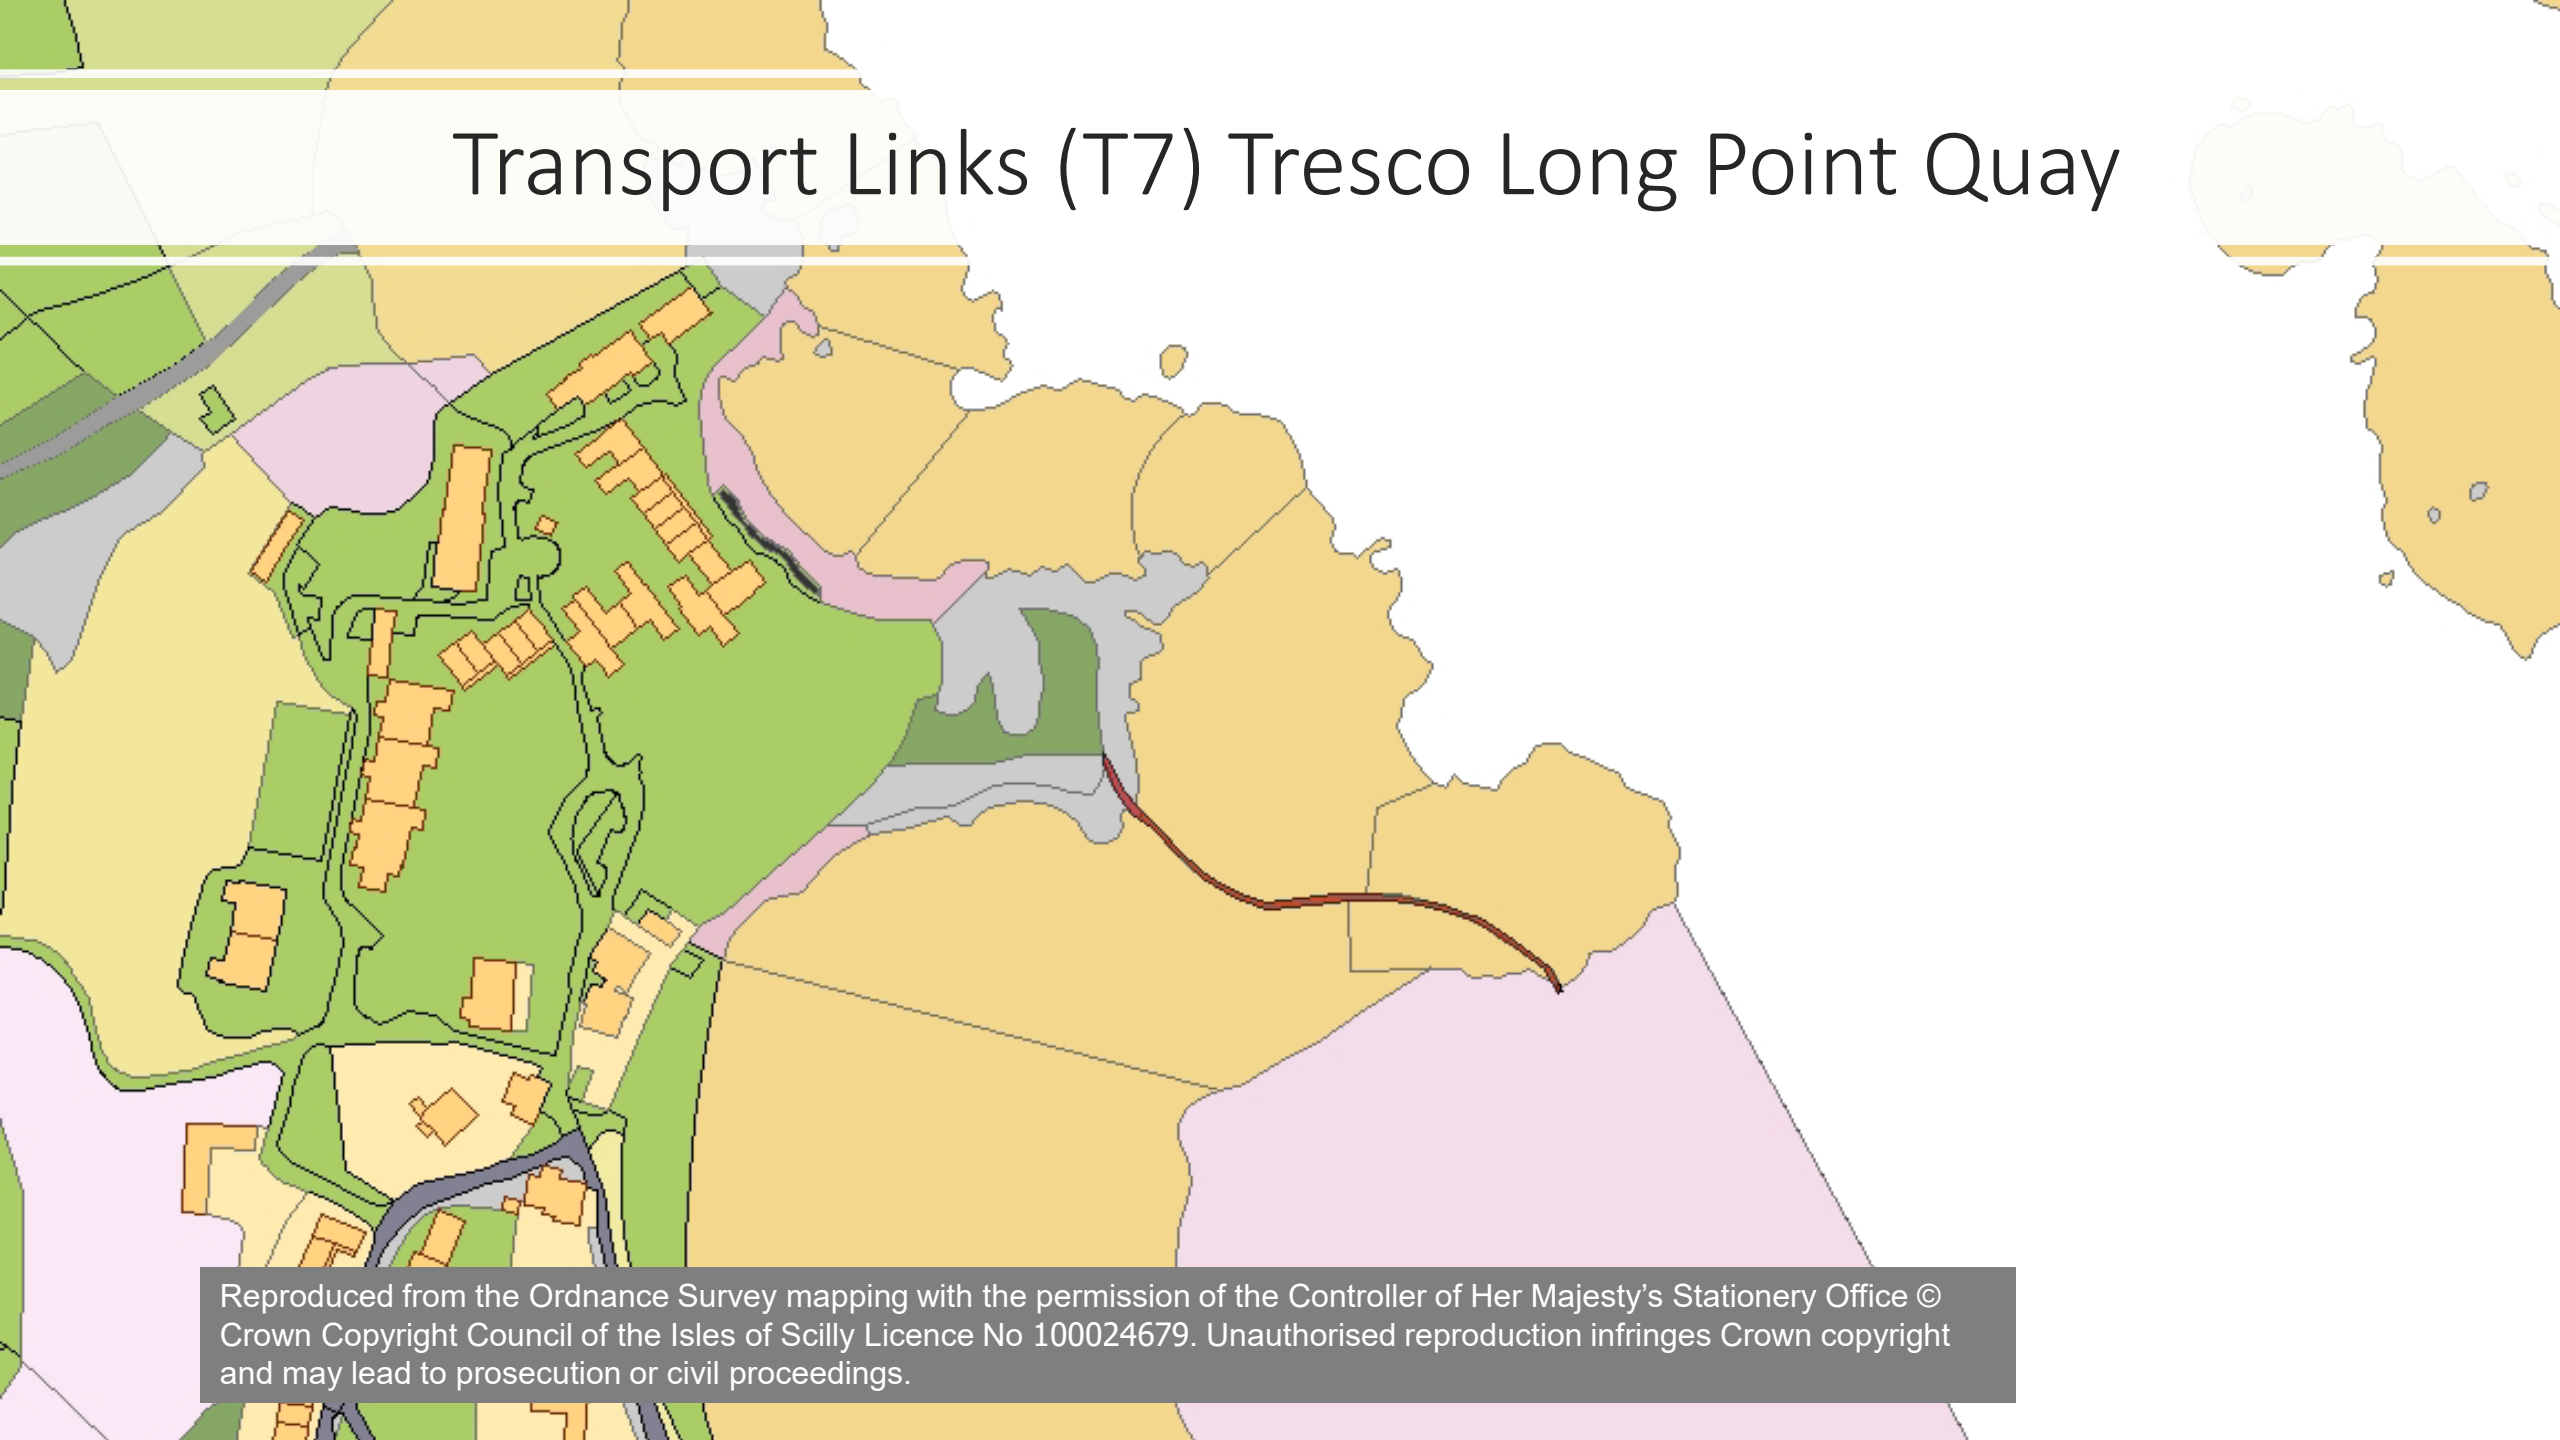 Transport Links (T7) Tresco Long Point Quay
Reproduced from the Ordnance Survey mapping with the permission of the Controller of Her Majesty’s Stationery Office ©
Crown Copyright Council of the Isles of Scilly Licence No 100024679. Unauthorised reproduction infringes Crown copyright
and may lead to prosecution or civil proceedings.